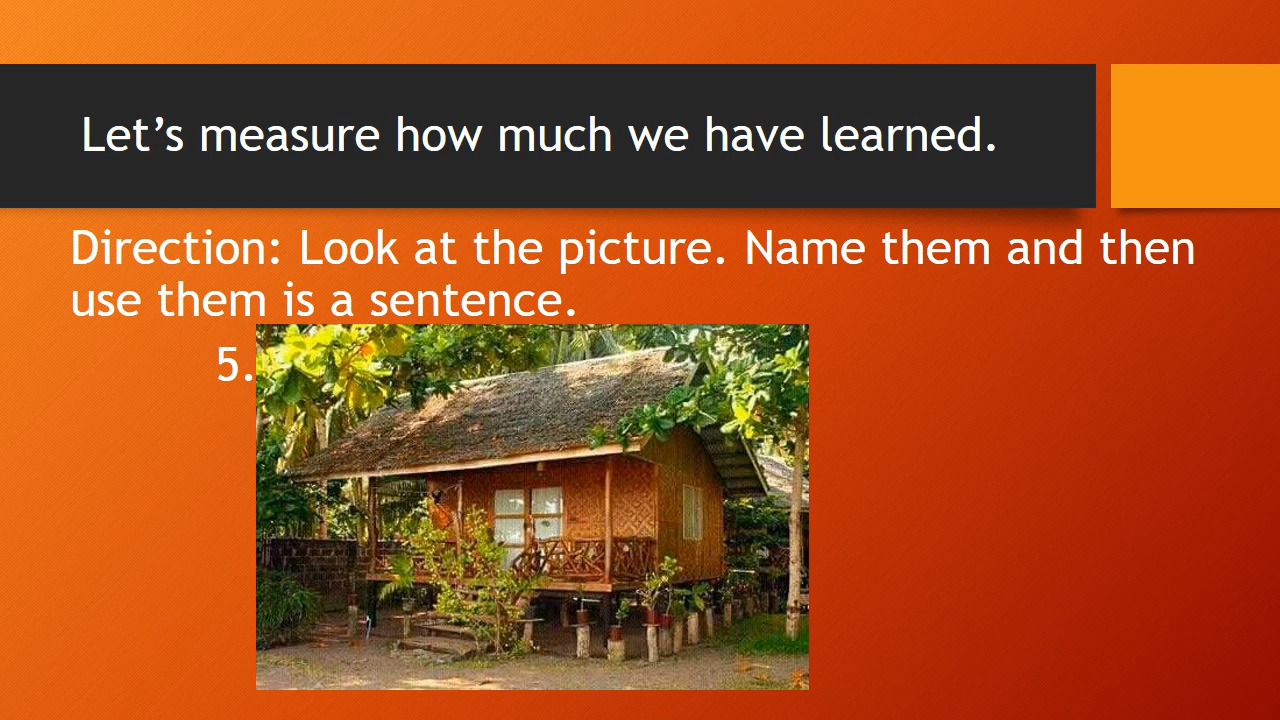 Let’s measure how much we have learned.
Direction: Look at the picture. Name them and then
use them is a sentence.
5.